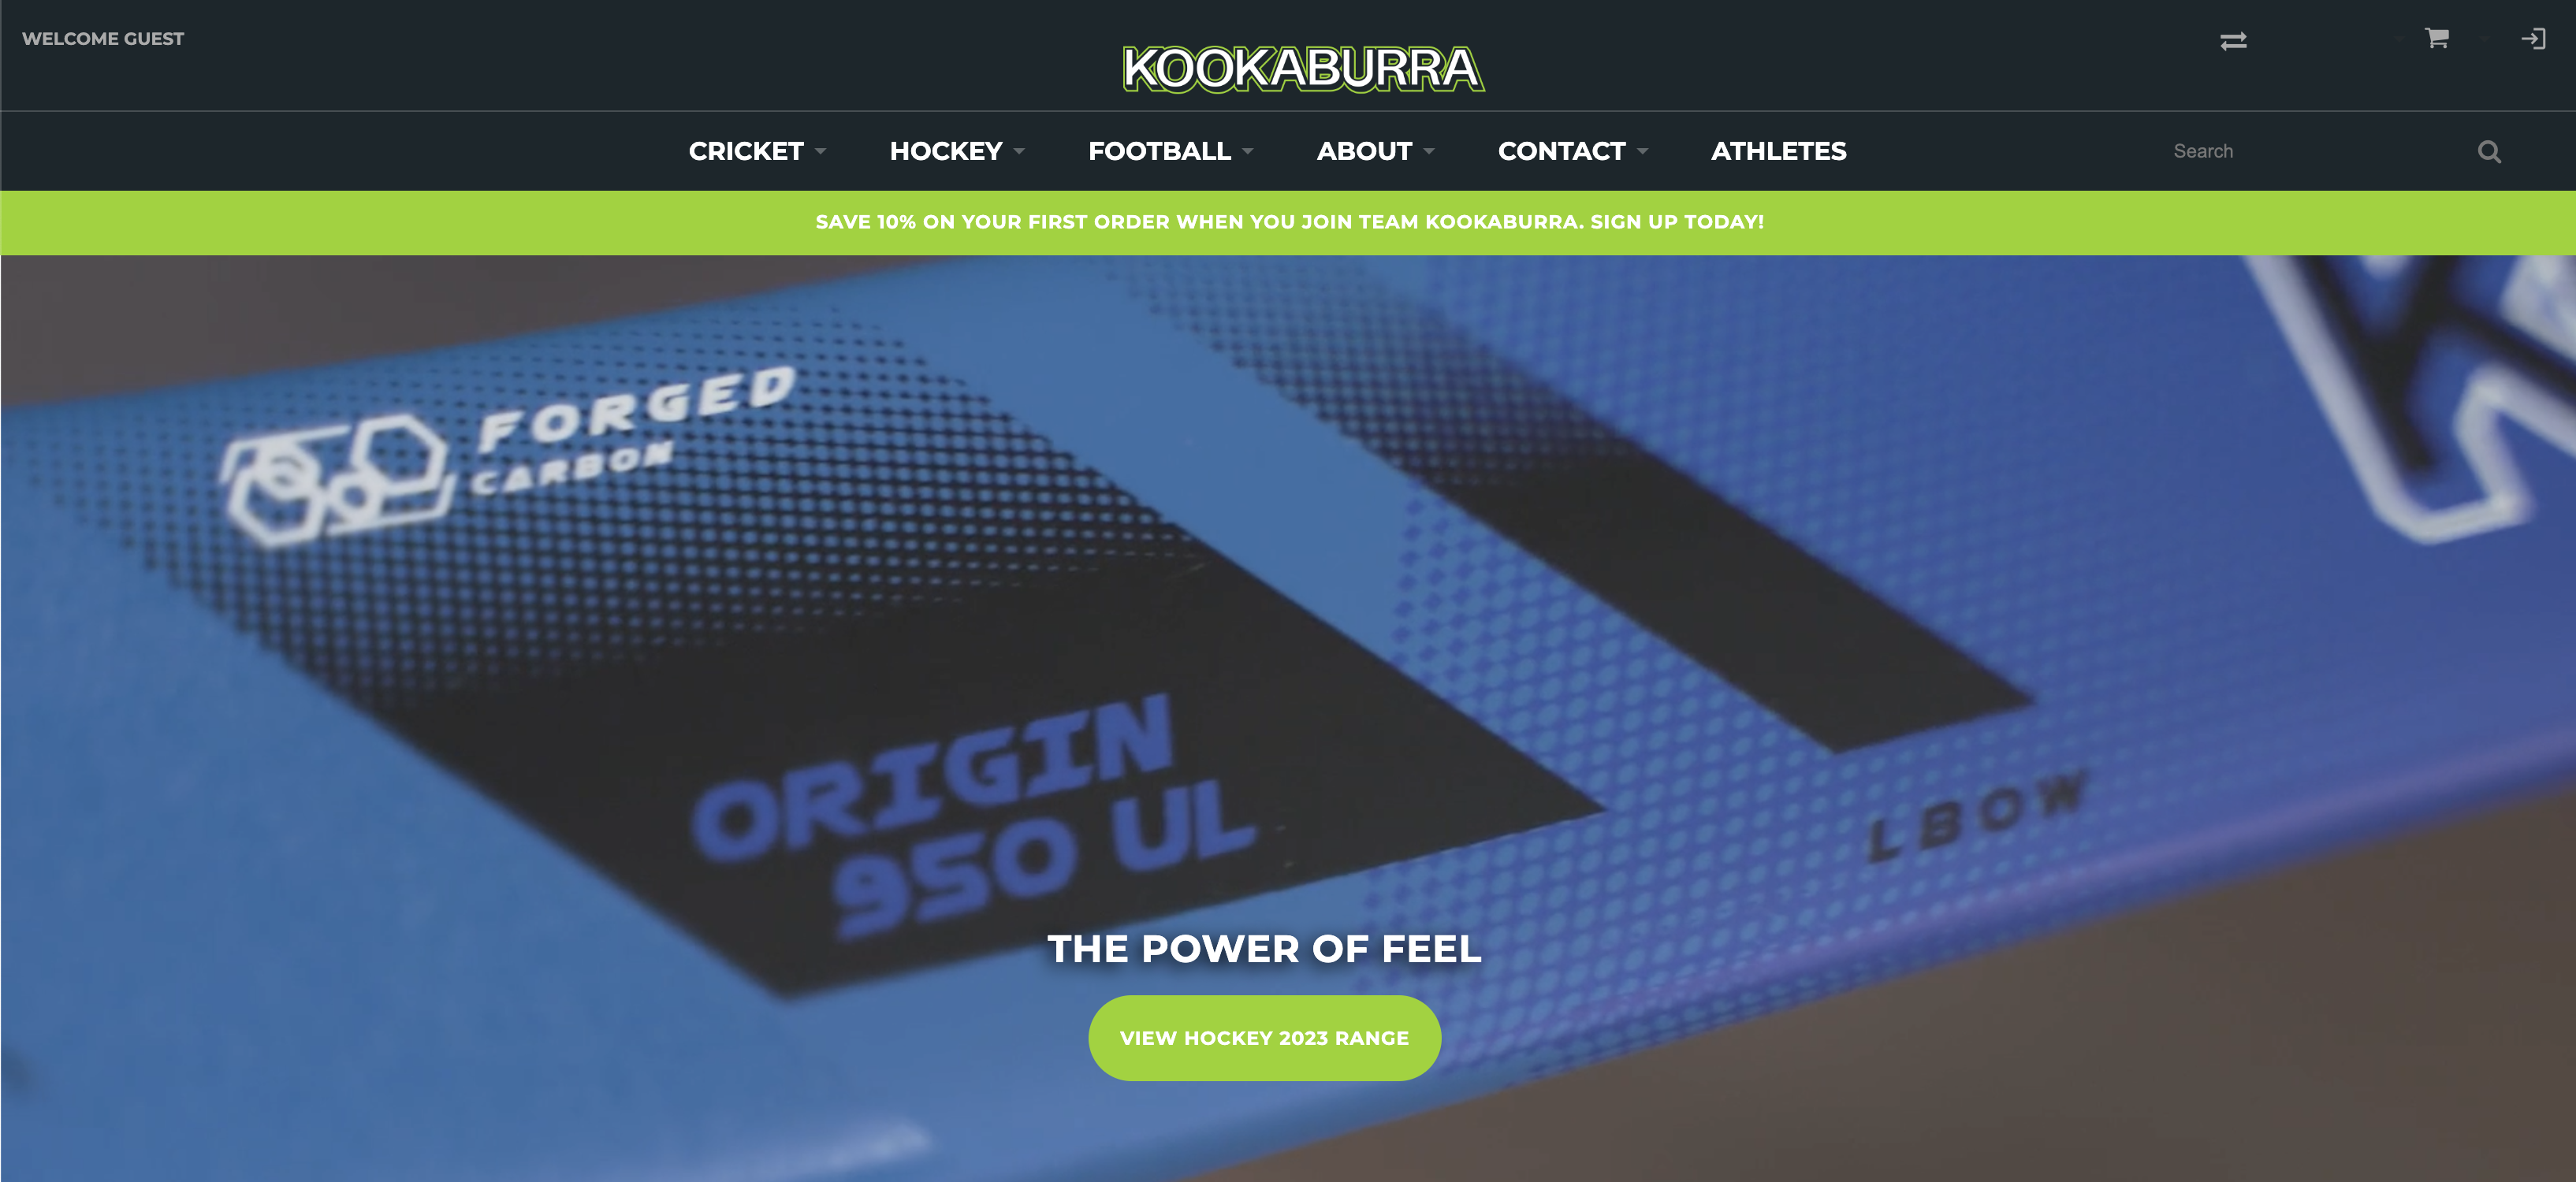 WELCOME GUEST
KOOKABURRA
CRICKET HOCKEY FOOTBALL ABOUT CONTACT ATHLETES Search
SAVE 10% ON YOUR FIRST ORDER WHEN YOU JOIN TEAM KOOKABURRA. SIGN UP TODAY!
FORGED
CARBON
ORIGIN
950 UL
LBOW
THE POWER OF FEEL
VIEW HOCKEY 2023 RANGE